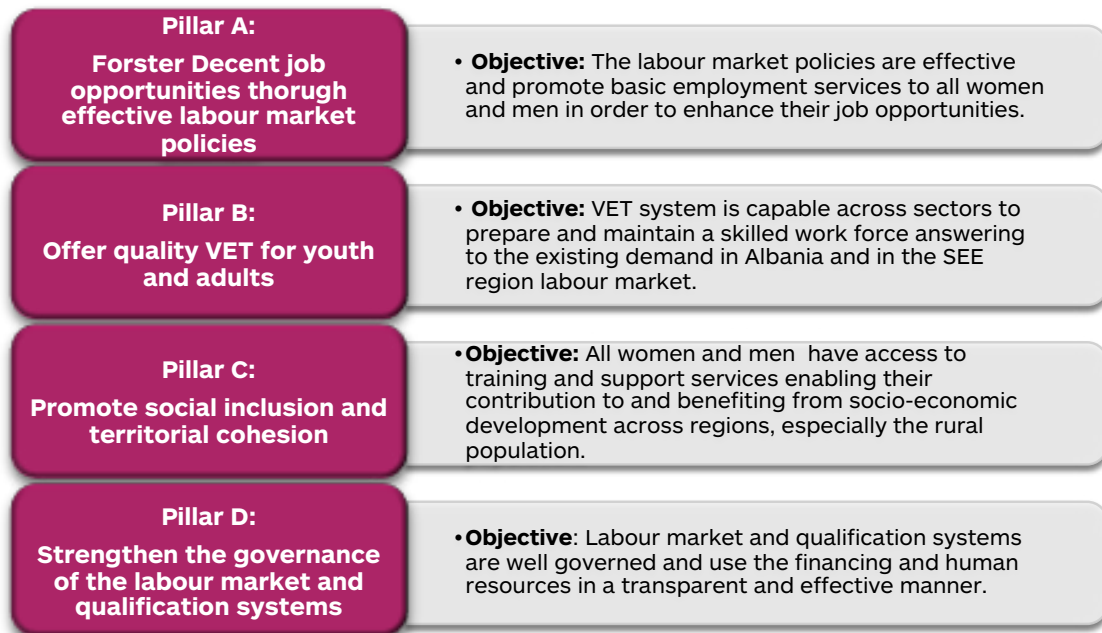 Pillar A:
Forster Decent job
opportunities thorugh
effective labour market
policies
• Objective: The labour market policies are effective
and promote basic employment services to all women
and men in order to enhance their job opportunities.
Pillar B:
Offer quality VET for youth
and adults
• Objective: VET system is capable across sectors to
prepare and maintain a skilled work force answering
to the existing demand in Albania and in the SEE
region labour market.
Pillar C:
Promote social inclusion and
territorial cohesion
•Objective: All women and men  have access to
training and support services enabling their
contribution to and benefiting from socio-economic
development across regions, especially the rural
population.
Pillar D:
Strengthen the governance
of the labour market and
qualification systems
•Objective: Labour market and qualification systems
are well governed and use the financing and human
resources in a transparent and effective manner.